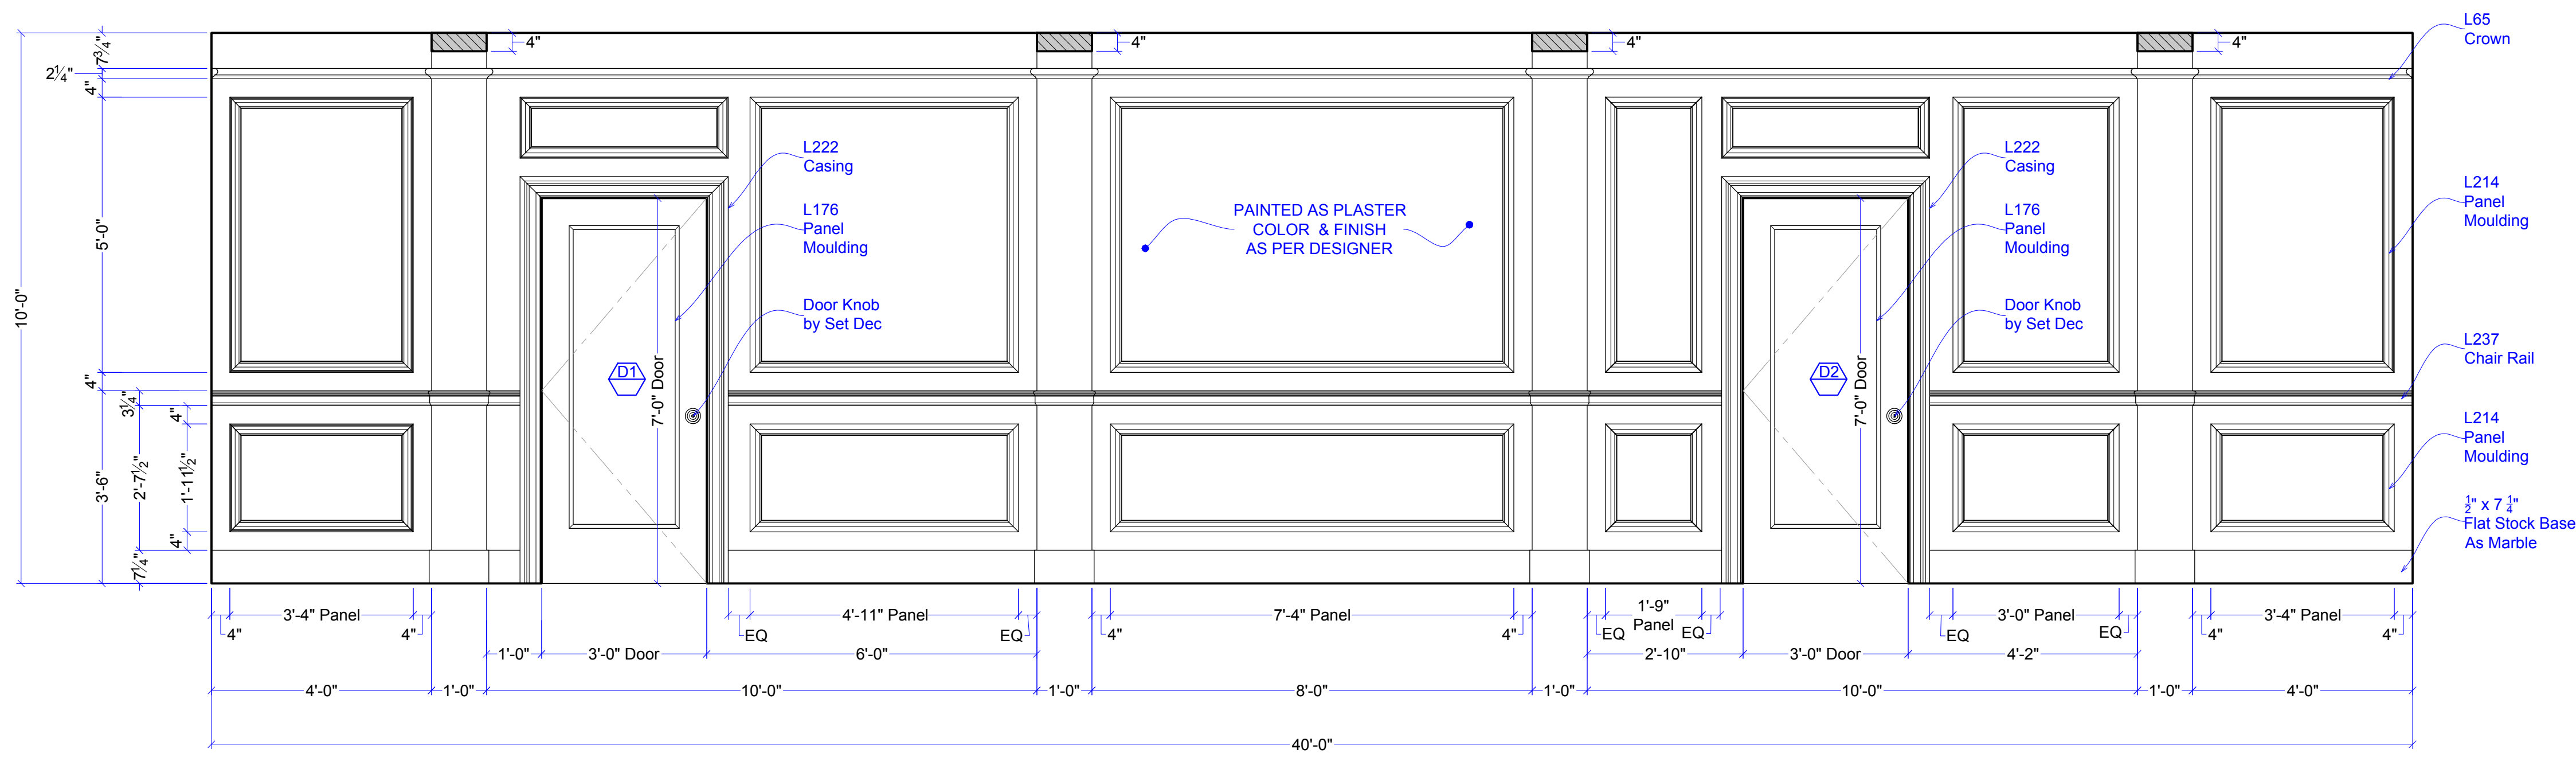 L65
Crown
4"
4"
4"
4"
7¾"
2¼"
4"
5'-0"
10'-0"
4"
3¼"
4"
3'-6"
2'-7½"
1'-11½"
4"
7¼"
L222
Casing
L176
Panel
Moulding
Door Knob
by Set Dec
D1
7'-0" Door
PAINTED AS PLASTER
COLOR & FINISH
AS PER DESIGNER
L222
Casing
L176
Panel
Moulding
Door Knob
by Set Dec
D2
7'-0" Door
L214
Panel
Moulding
L237
Chair Rail
L214
Panel
Moulding
½" x 7 ¼"
Flat Stock Base
As Marble
3'-4" Panel
4"
4"
4'-11" Panel
EQ
EQ
7'-4" Panel
4"
4"
1'-9"
Panel
EQ
EQ
3'-0" Panel
EQ
EQ
3'-4" Panel
4"
4"
1'-0"
3'-0" Door
6'-0"
2'-10"
3'-0" Door
4'-2"
4'-0"
1'-0"
10'-0"
1'-0"
8'-0"
1'-0"
10'-0"
1'-0"
4'-0"
40'-0"